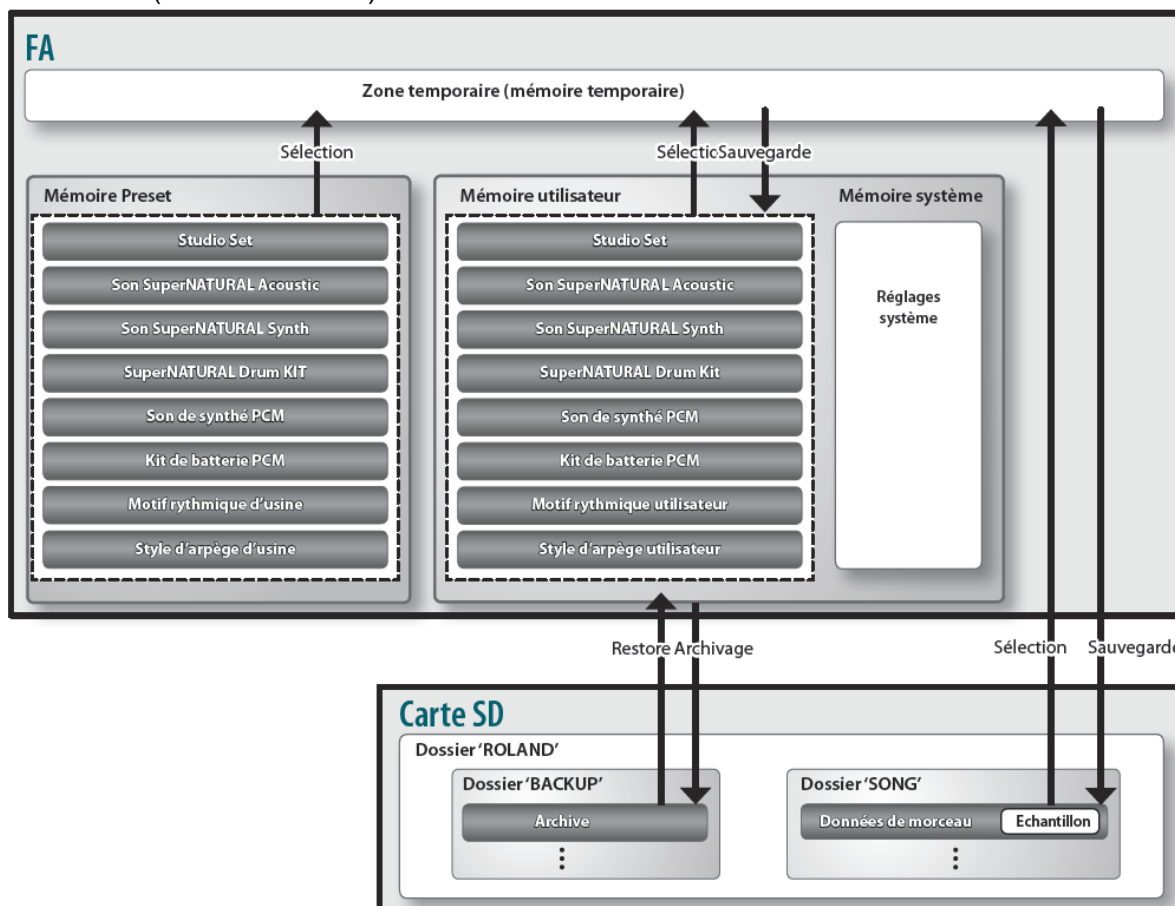 FA
Zone temporaire (mémoire temporaire)
Sélection
SélectioSauvegarde
Mémoire Preset
Studio Set
Son SuperNATURAL Acoustic
Son SuperNATURAL Synth
SuperNATURAL Drum KIT
Son de synthé PCM
Kit de batterie PCM
Motif rythmique d'usine
Style d'arpège d'usine
Mémoire utilisateur
Studio Set
Son SuperNATURAL Acoustic
Son SuperNATURAL Synth
SuperNATURAL Drum Kit
Son de synthé PCM
Kit de batterie PCM
Motif rythmique utilisateur
Style d'arpège utilisateur
Mémoire système
Réglages
système
Restore Archivage
Sélection
Sauvegarde
Carte SD
Dossier 'ROLAND'
Dossier 'BACKUP'
Archive
Dossier 'SONG'
Données de morceau
Echantillon